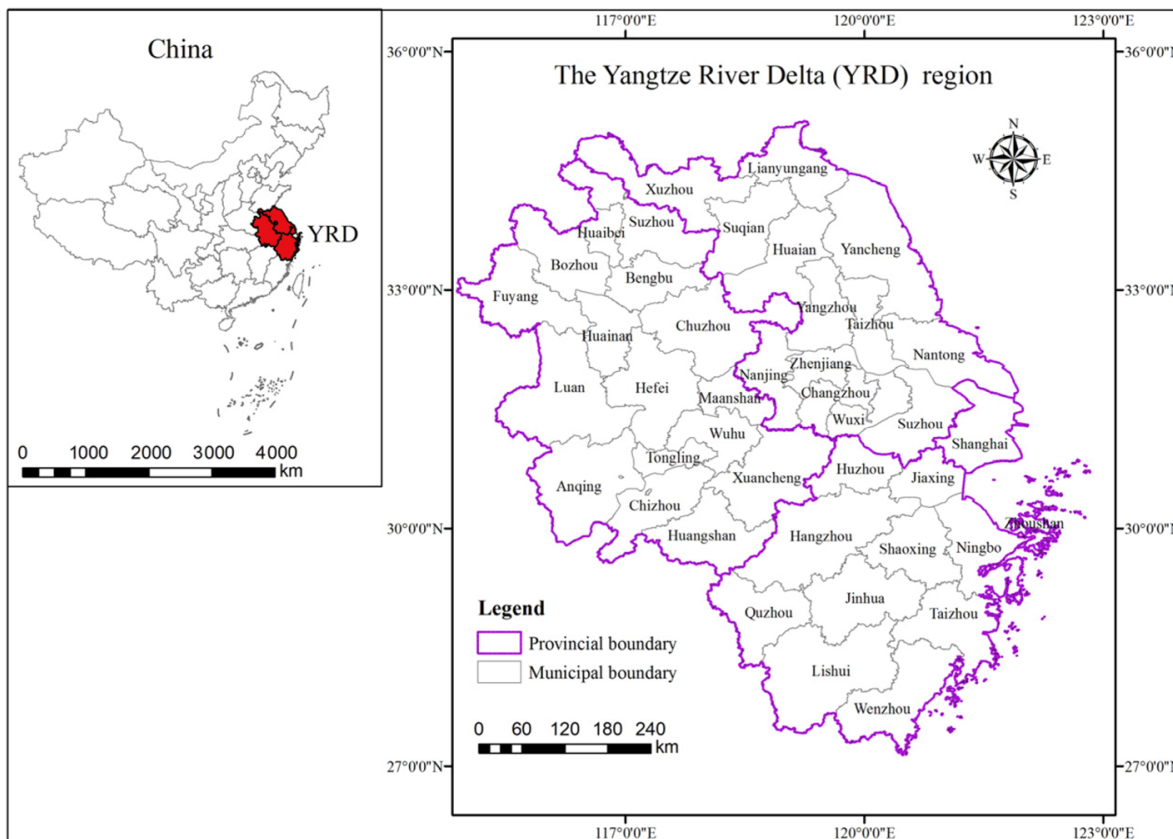 China
YRD
0 1000 2000 3000 4000
km
117°0'0"E 120°0'0"E 123°0'0"E
36°0'0"N
33°0'0"N
30°0'0"N
27°0'0"N
The Yangtze River Delta (YRD) region
N
W E
S
Lianyungang
Xuzhou
Suzhou
Suqian
Huaibei
Huaian
Yancheng
Bozhou
Bengbu
Fuyang
Yangzhou
Chuzhou
Taizhou
Huainan
Nantong
Zhenjiang
Nanjing
Luan
Hefei
Changzhou
Maanshan
Wuxi
Suzhou
Wuhu
Shanghai
Tongling
Huzhou
Xuancheng
Jiaxing
Anqing
Chizhou
Zhoushan
Huangshan
Hangzhou
Shaoxing
Ningbo
Jinhua
Quzhou
Taizhou
Lishui
Wenzhou
Legend
Provincial boundary
Municipal boundary
0 60 120 180 240
km
117°0'0"E 120°0'0"E 123°0'0"E